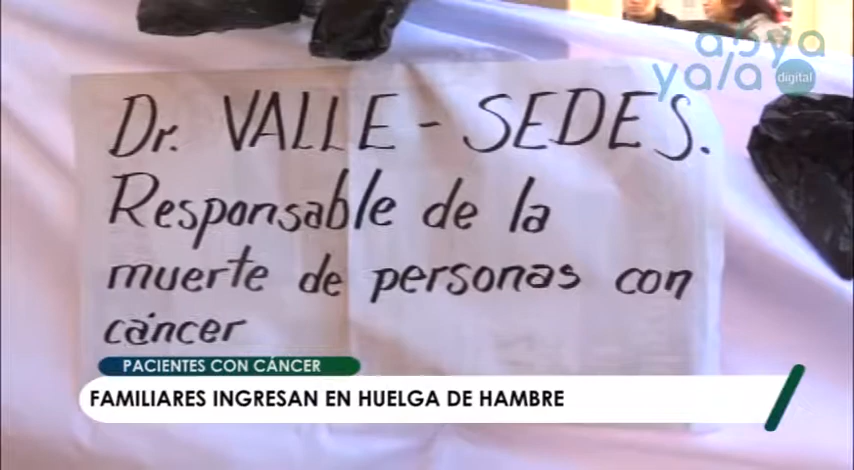 abya
yala digital
Dr. VALLE - SEDES.
Responsable de la
muerte de personas con
cáncer
PACIENTES CON CÁNCER
FAMILIARES INGRESAN EN HUELGA DE HAMBRE